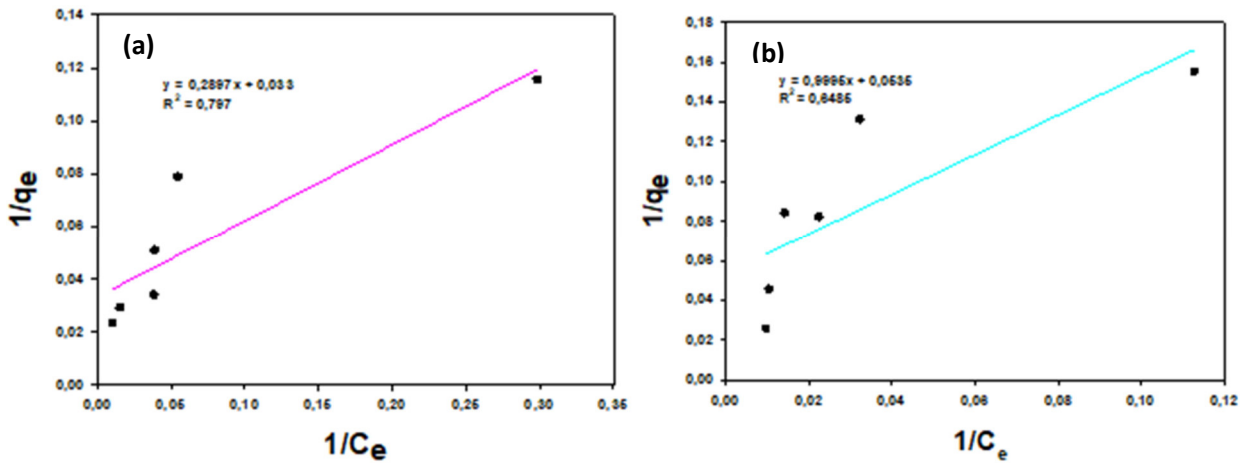 (a)
y = 0,2897x + 0,033
R² = 0,797
0,14
0,12
0,10
0,08
0,06
0,04
0,02
0,00
1/qe
0,00 0,05 0,10 0,15 0,20 0,25 0,30 0,35
1/Ce
(b)
y = 0,9995x + 0,0535
R² = 0,6485
0,18
0,16
0,14
0,12
0,10
0,08
0,06
0,04
0,02
0,00
1/qe
0,00 0,02 0,04 0,06 0,08 0,10 0,12
1/Ce